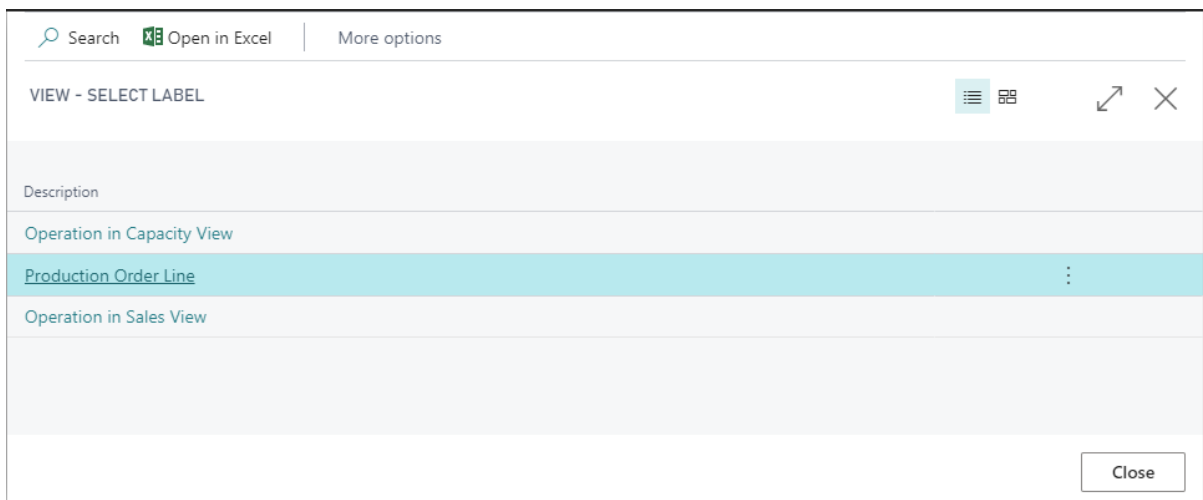 Search Open in Excel More options
VIEW - SELECT LABEL
Description
Operation in Capacity View
Production Order Line
Operation in Sales View
Close